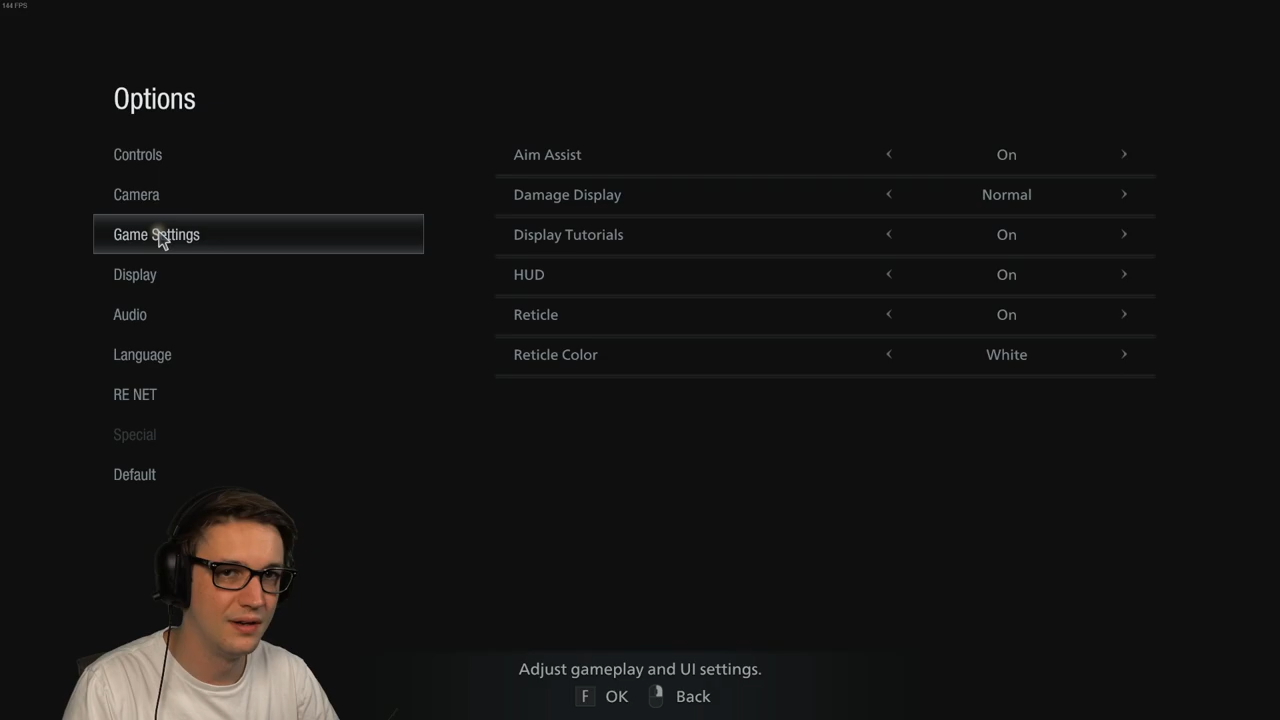 144 FPS
Options
Controls
Camera
Game Settings
Display
Audio
Language
RE NET
Special
Default
Aim Assist On
Damage Display Normal
Display Tutorials On
HUD On
Reticle On
Reticle Color White
Adjust gameplay and UI settings.
F OK Back